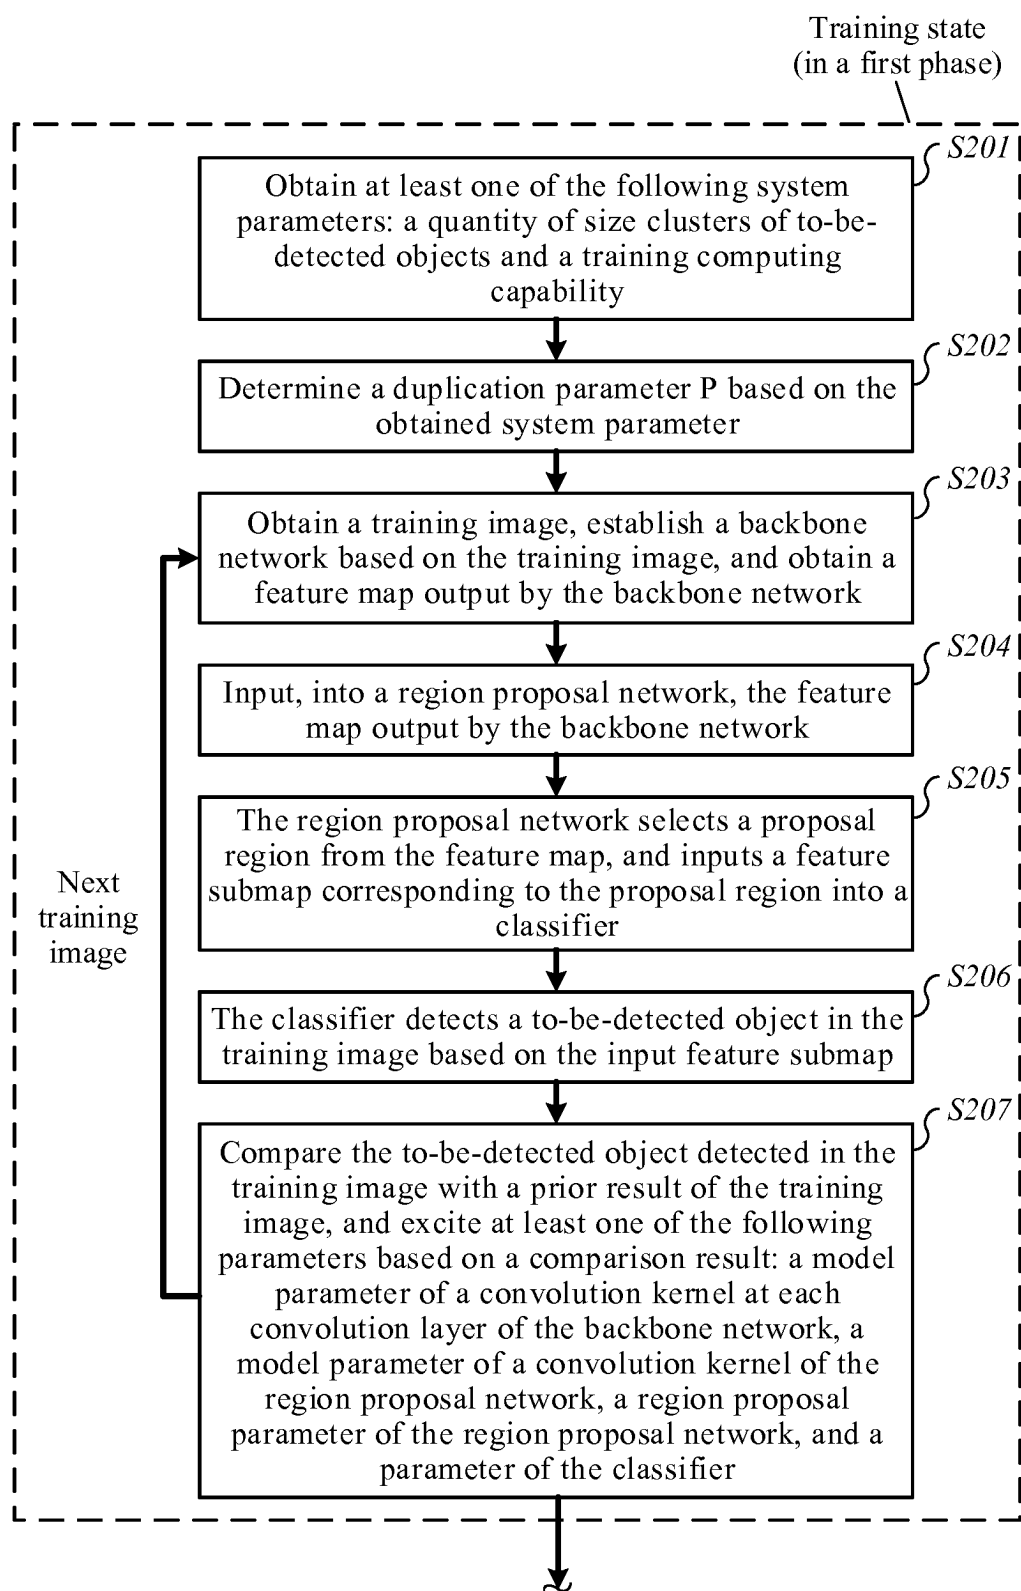 Training state
(in a first phase)
S201
Obtain at least one of the following system
parameters: a quantity of size clusters of to-be-
detected objects and a training computing
capability
S202
Determine a duplication parameter P based on the
obtained system parameter
S203
Obtain a training image, establish a backbone
network based on the training image, and obtain a
feature map output by the backbone network
S204
Input, into a region proposal network, the feature
map output by the backbone network
S205
The region proposal network selects a proposal
region from the feature map, and inputs a feature
submap corresponding to the proposal region into a
classifier
Next
training
image
S206
The classifier detects a to-be-detected object in the
training image based on the input feature submap
S207
Compare the to-be-detected object detected in the
training image with a prior result of the training
image, and excite at least one of the following
parameters based on a comparison result: a model
parameter of a convolution kernel at each
convolution layer of the backbone network, a
model parameter of a convolution kernel of the
region proposal network, a region proposal
parameter of the region proposal network, and a
parameter of the classifier